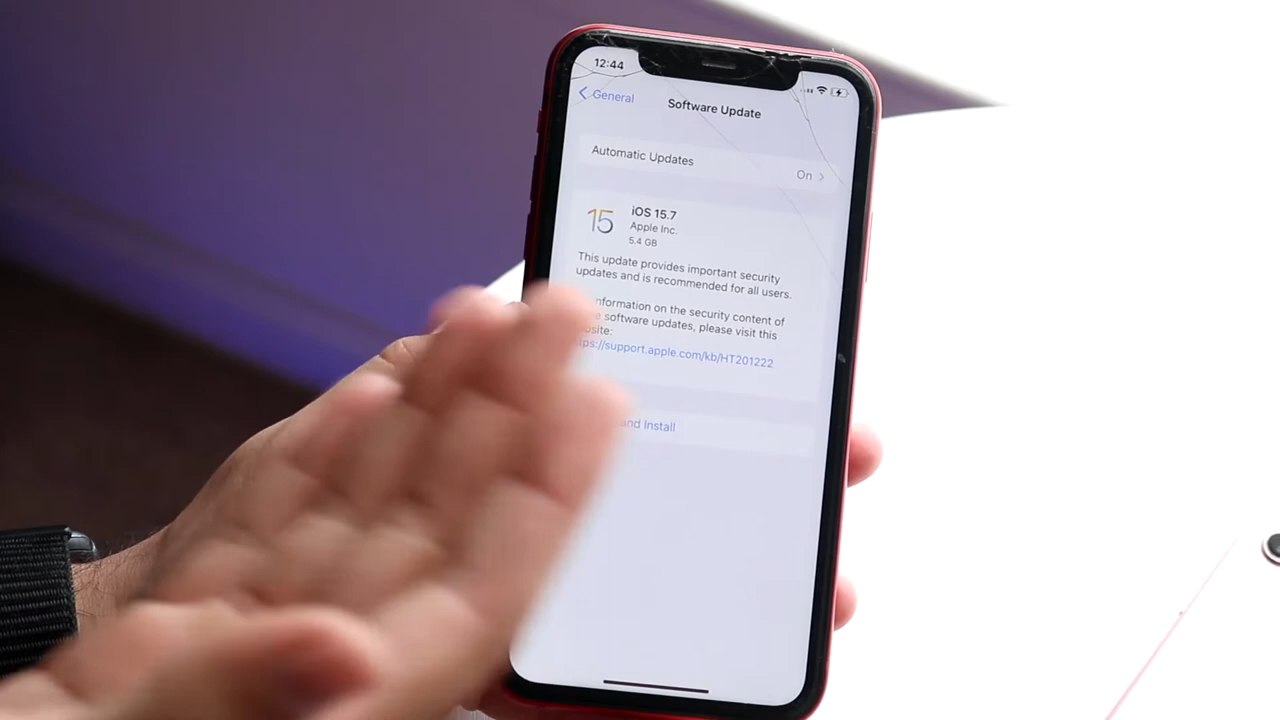 12:44
General
Software Update
Automatic Updates
On
15
iOS 15.7
Apple Inc.
5.4 GB
This update provides important security
updates and is recommended for all users.
information on the security content of
software updates, please visit this
https://support.apple.com/kb/HT201222
and Install